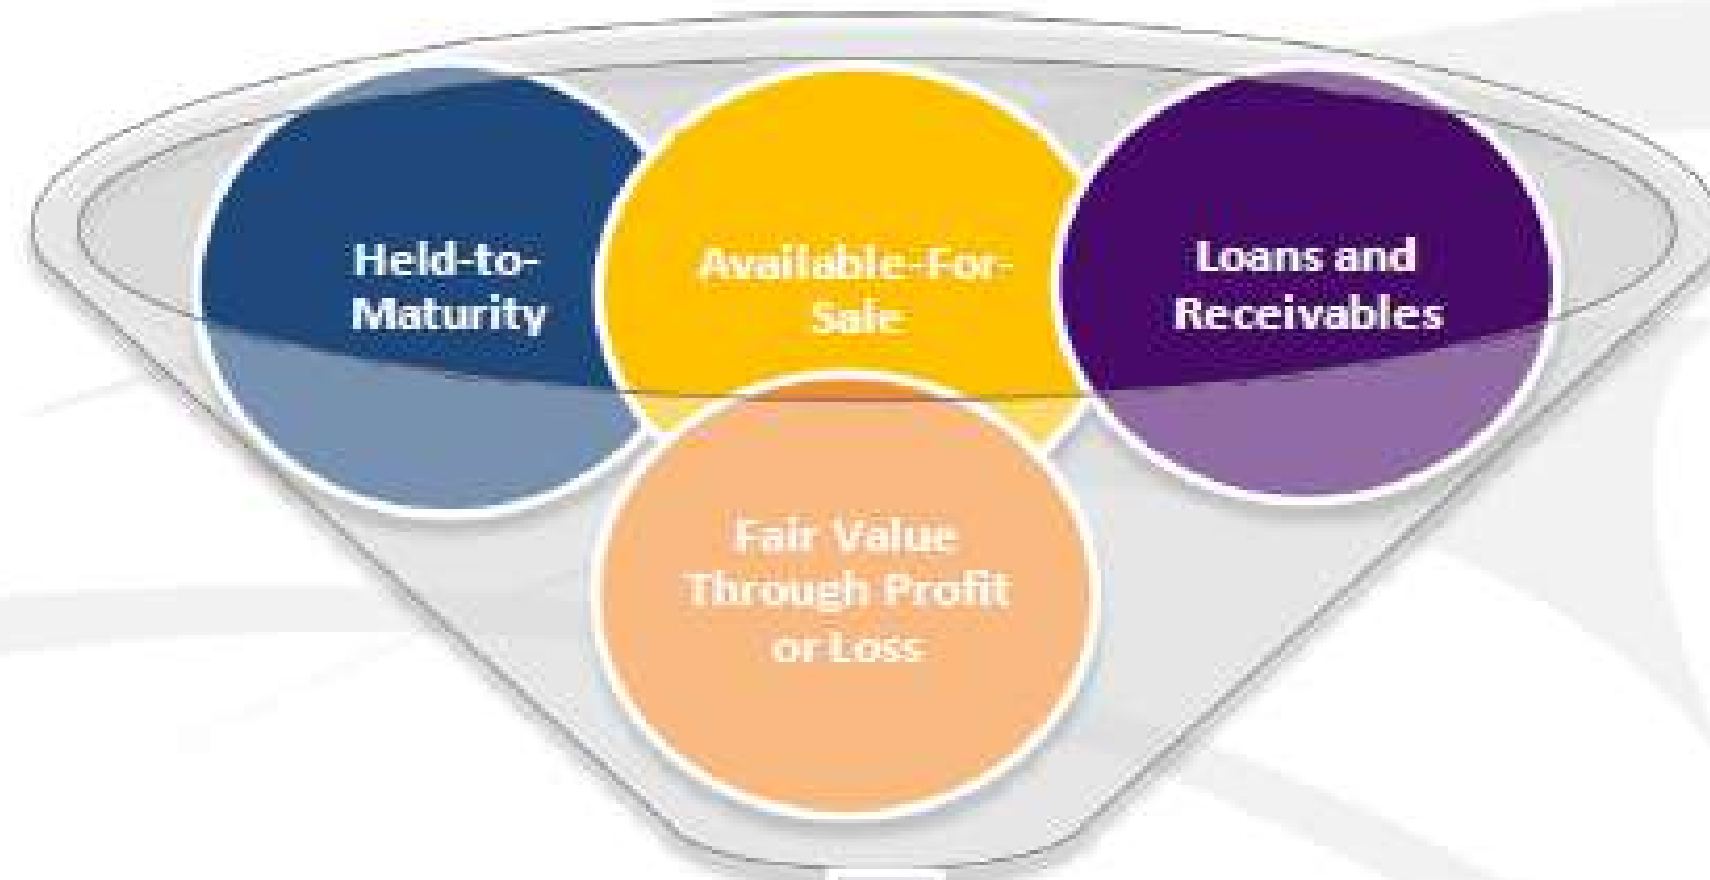 Held-to-
Maturity
Available-For-
Sale
Loans and
Receivables
Fair Value
Through Profit
or Loss